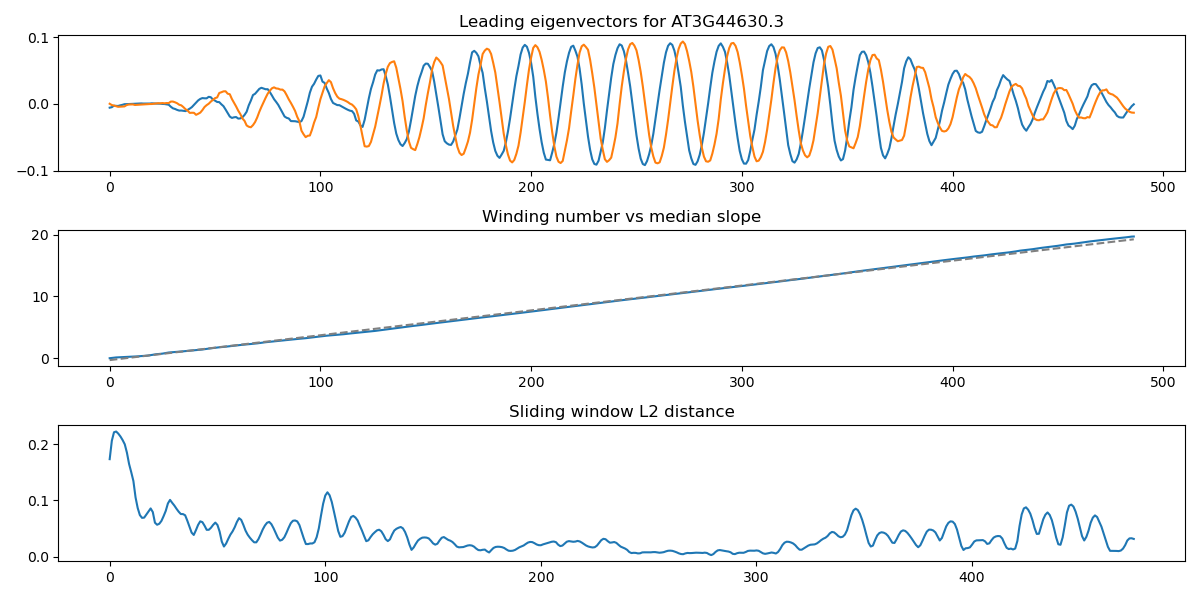 Leading eigenvectors for AT3G44630.3
0.1
0.0
−0.1
0 100 200 300 400 500
Winding number vs median slope
20
10
0
0 100 200 300 400 500
Sliding window L2 distance
0.2
0.1
0.0
0 100 200 300 400